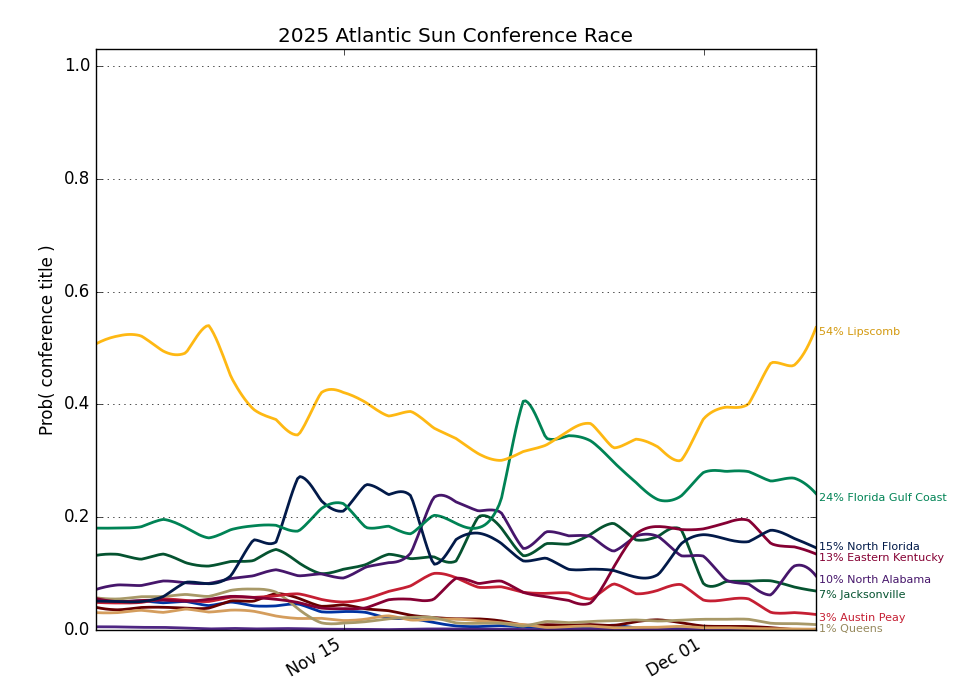 2025 Atlantic Sun Conference Race
Prob( conference title )
1.0
0.8
0.6
0.4
0.2
0.0
Nov 15
Dec 01
54% Lipscomb
24% Florida Gulf Coast
15% North Florida
13% Eastern Kentucky
10% North Alabama
7% Jacksonville
3% Austin Peay
1% Queens